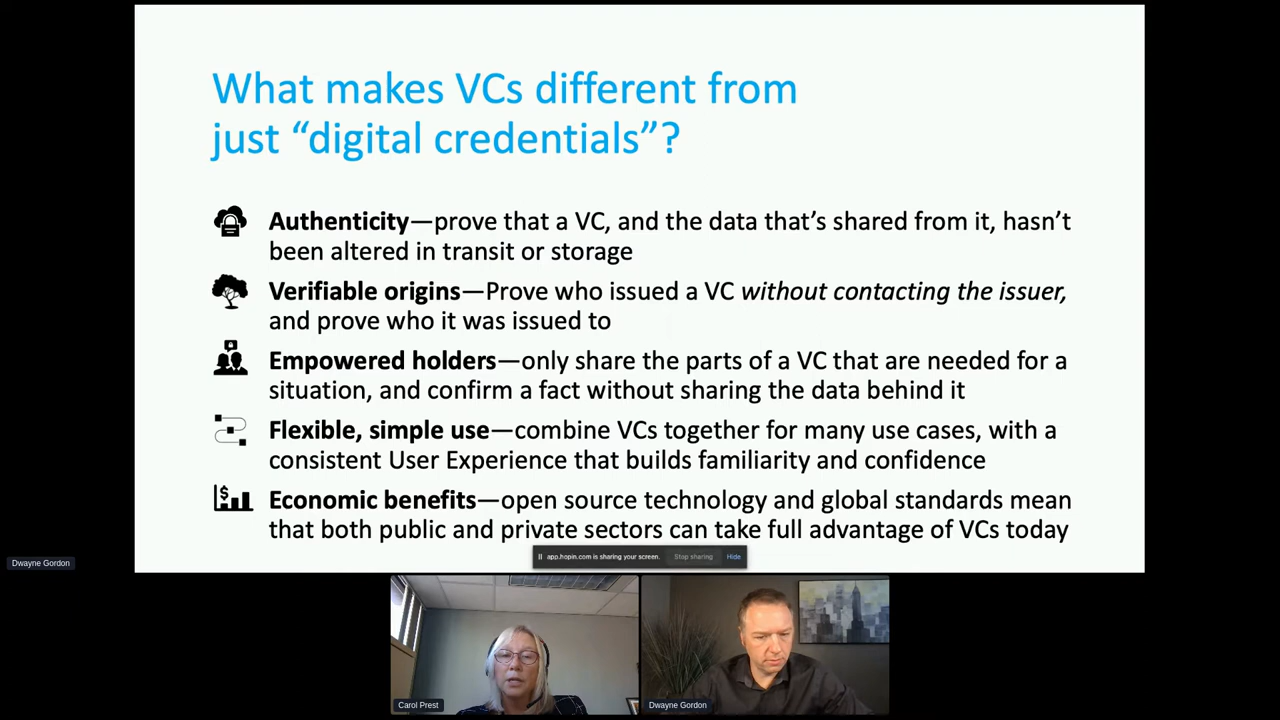 What makes VCs different from
just “digital credentials”?
Authenticity—prove that a VC, and the data that’s shared from it, hasn’t
been altered in transit or storage
Verifiable origins—Prove who issued a VC without contacting the issuer,
and prove who it was issued to
Empowered holders—only share the parts of a VC that are needed for a
situation, and confirm a fact without sharing the data behind it
Flexible, simple use—combine VCs together for many use cases, with a
consistent User Experience that builds familiarity and confidence
Economic benefits—open source technology and global standards mean
that both public and private sectors can take full advantage of VCs today
app.hopin.com is sharing your screen. Stop sharing Hide
Dwayne Gordon
Carol Prest
Dwayne Gordon